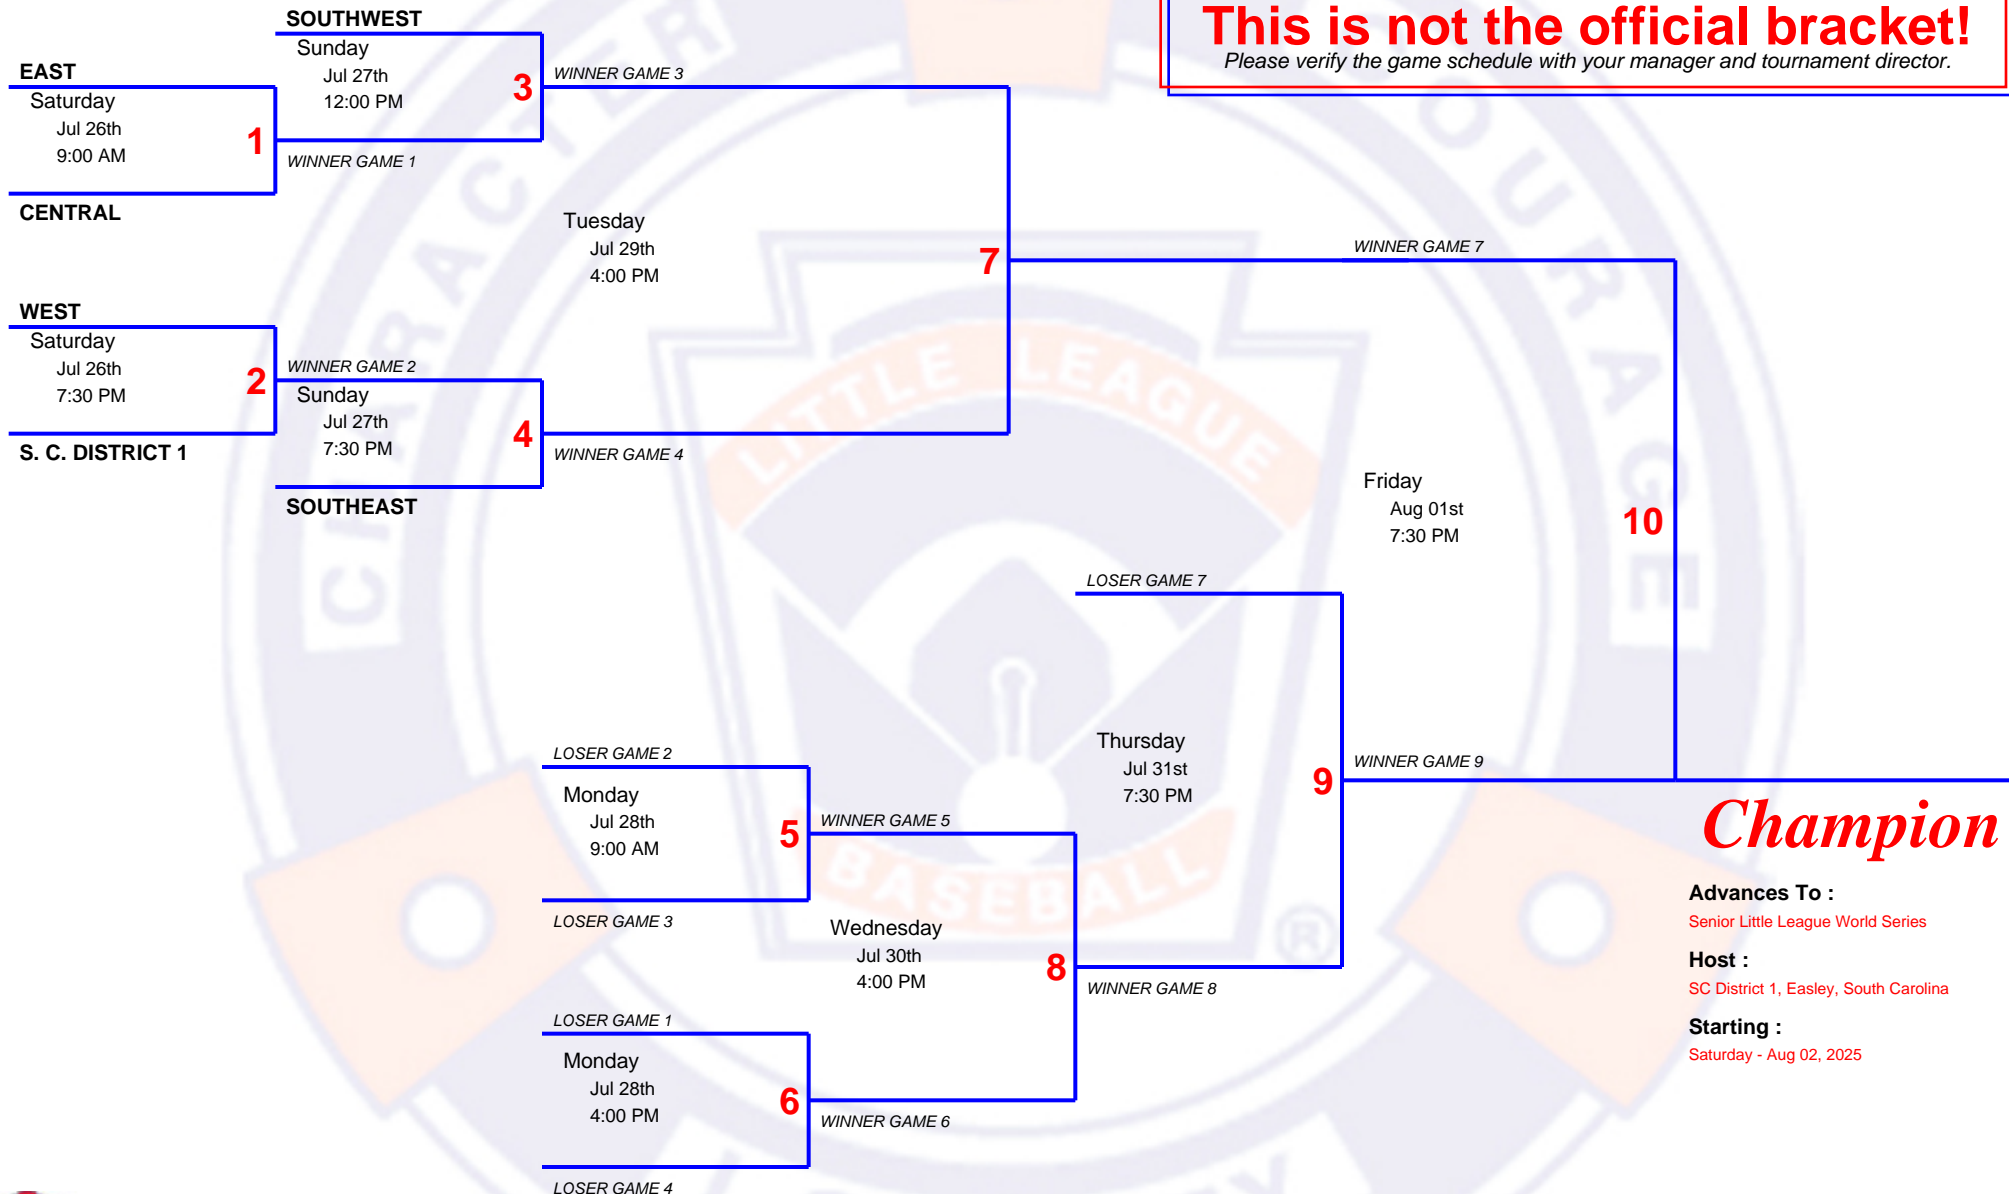 This is not the official bracket!
Please verify the game schedule with your manager and tournament director.
SOUTHWEST
Sunday
Jul 27th
12:00 PM
3
WINNER GAME 3
EAST
Saturday
Jul 26th
9:00 AM
1
WINNER GAME 1
CENTRAL
Tuesday
Jul 29th
4:00 PM
7
WINNER GAME 7
WEST
Saturday
Jul 26th
7:30 PM
2
WINNER GAME 2
Sunday
Jul 27th
7:30 PM
4
WINNER GAME 4
S. C. DISTRICT 1
SOUTHEAST
Friday
Aug 01st
7:30 PM
10
LOSER GAME 7
Thursday
Jul 31st
7:30 PM
9
WINNER GAME 9
LOSER GAME 2
Monday
Jul 28th
9:00 AM
5
WINNER GAME 5
LOSER GAME 3
Wednesday
Jul 30th
4:00 PM
8
WINNER GAME 8
LOSER GAME 1
Monday
Jul 28th
4:00 PM
6
WINNER GAME 6
LOSER GAME 4
Champion
Advances To :
Senior Little League World Series
Host :
SC District 1, Easley, South Carolina
Starting :
Saturday - Aug 02, 2025
CHARACTER
COURAGE
LITTLE LEAGUE
BASEBALL
®